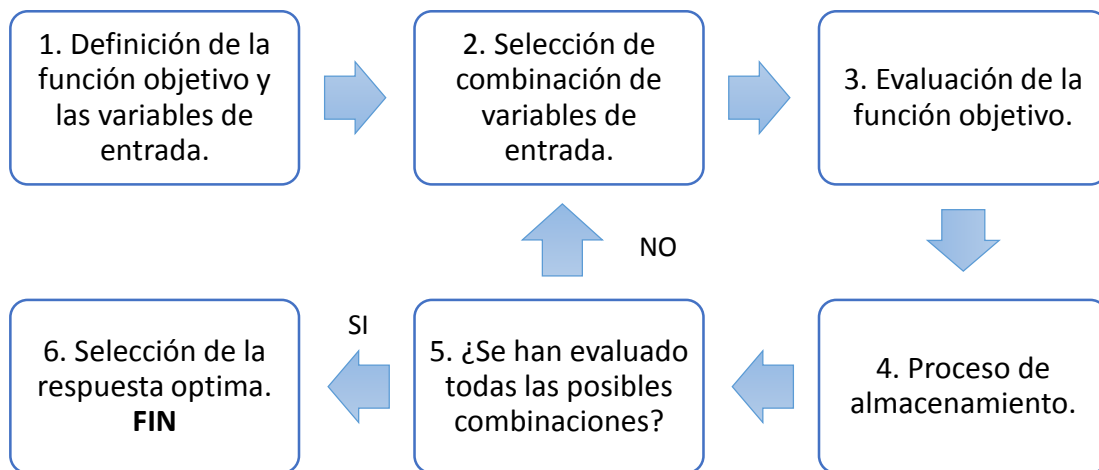 1. Definición de la
función objetivo y
las variables de
entrada.
2. Selección de
combinación de
variables de
entrada.
3. Evaluación de la
función objetivo.
4. Proceso de
almacenamiento.
5. ¿Se han evaluado
todas las posibles
combinaciones?
NO
SI
6. Selección de la
respuesta optima.
FIN